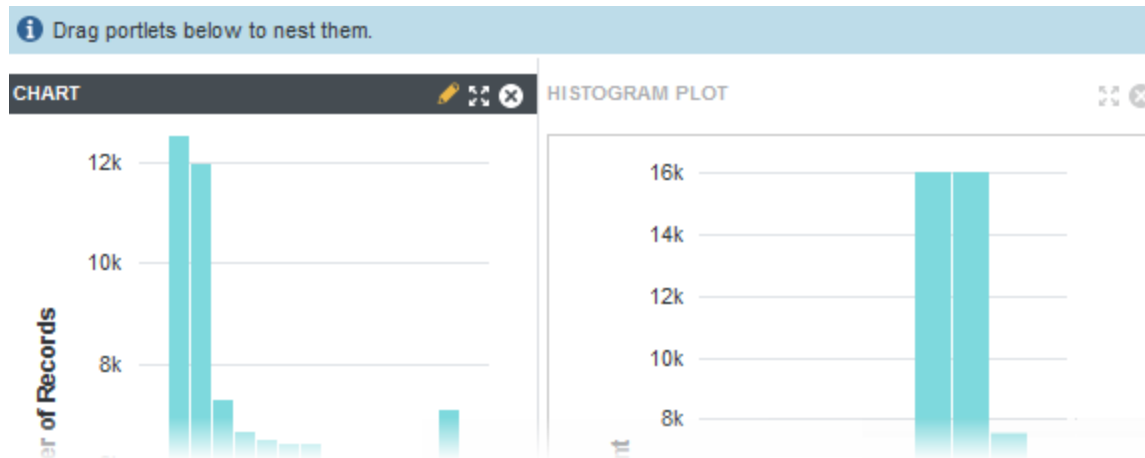 Drag portlets below to nest them.
CHART
12k
10k
8k
of Records
HISTOGRAM PLOT
16k
14k
12k
10k
8k